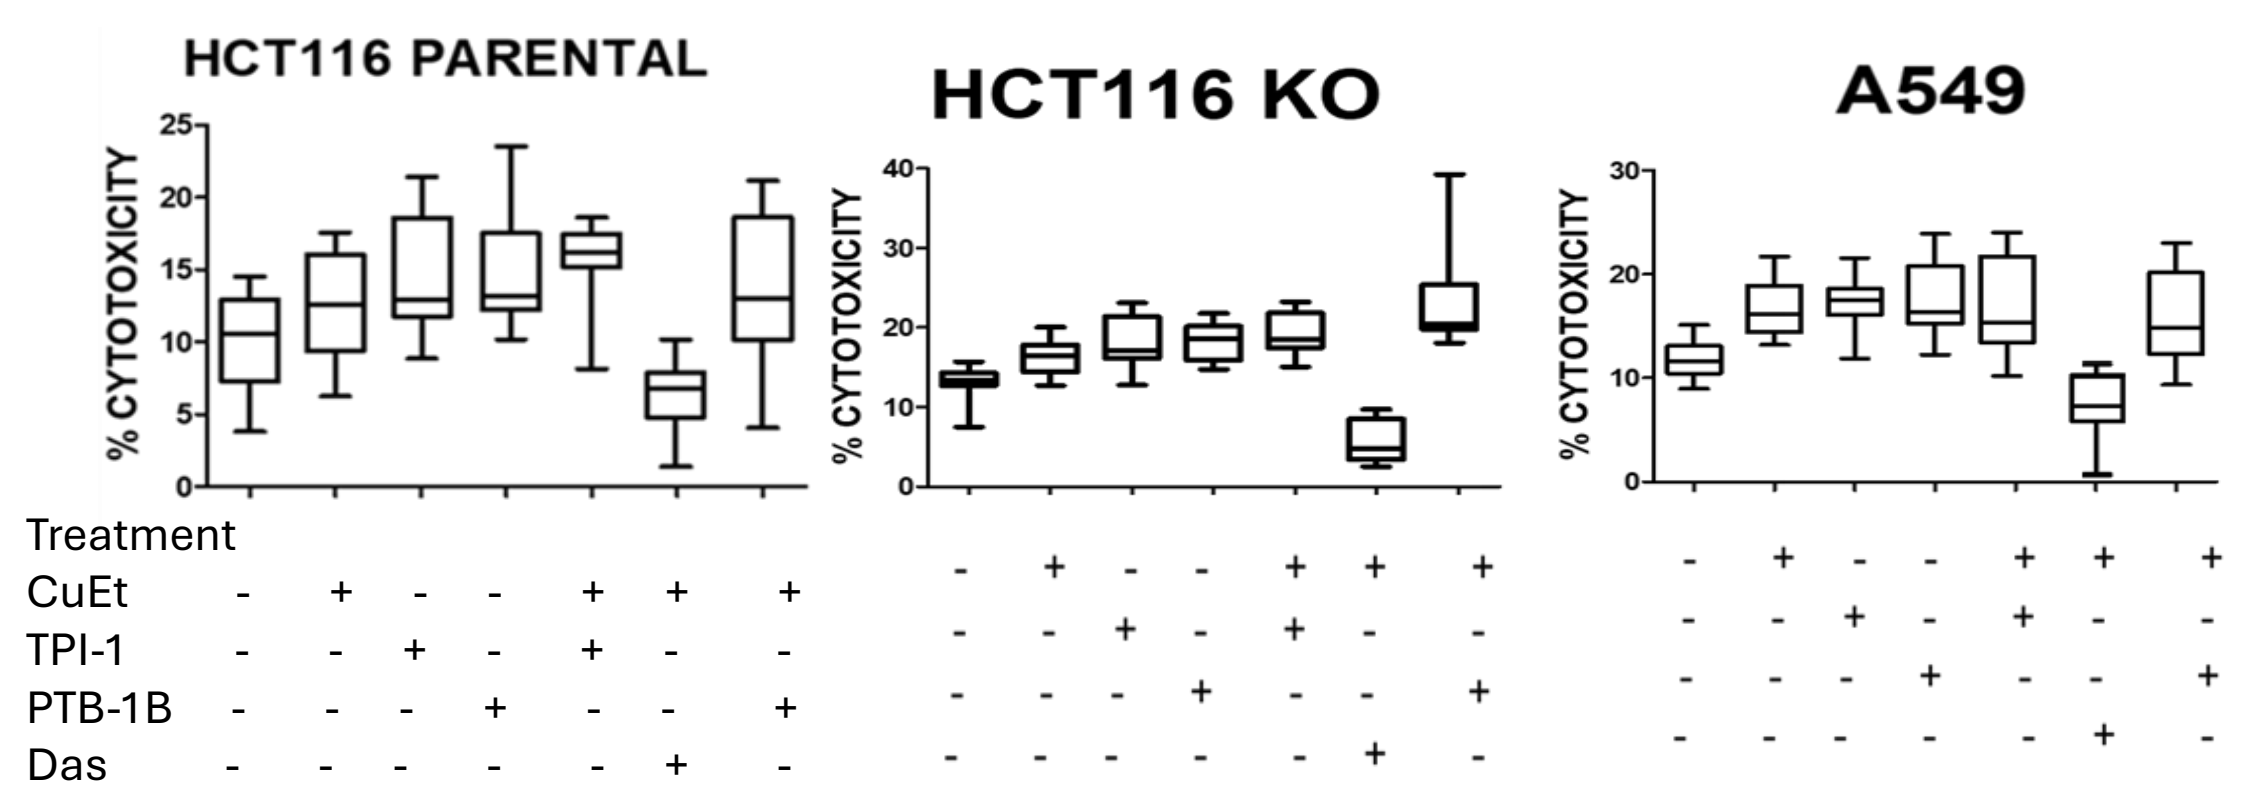 HCT116 PARENTAL
% CYTOTOXICITY
25
20
15
10
5
0
HCT116 KO
% CYTOTOXICITY
40
30
20
10
0
A549
% CYTOTOXICITY
30
20
10
0
Treatment
CuEt - + - - + + +
TPI-1 - - + - + - -
PTB-1B - - - + - - +
Das - - - - - + -
- + - - + + +
- - + - + - -
- - - + - - +
- - - - - + -
- + - - + + +
- - + - + - -
- - - + - - +
- - - - - + -